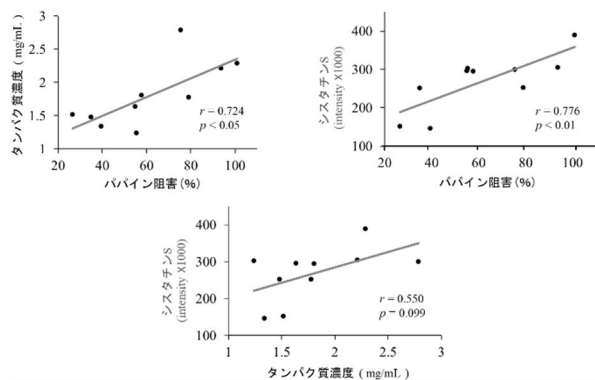 タンパク質濃度 ( mg/mL )
3
2.5
2
1.5
1
r = 0.724
p < 0.05
20
40
60
80
100
パパイン阻害(%)
システチンS
(intensity X1000)
400
300
200
100
r = 0.776
p < 0.01
20
40
60
80
100
パパイン阻害(%)
シスタチンS
(intensity X1000)
400
300
200
100
r = 0.550
p = 0.099
1
1.5
2
2.5
3
タンパク質濃度 ( mg/mL )